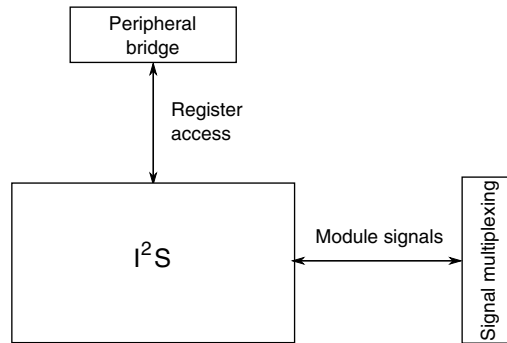 Peripheral
bridge
Register
access
I²S
Module signals
Signal multiplexing